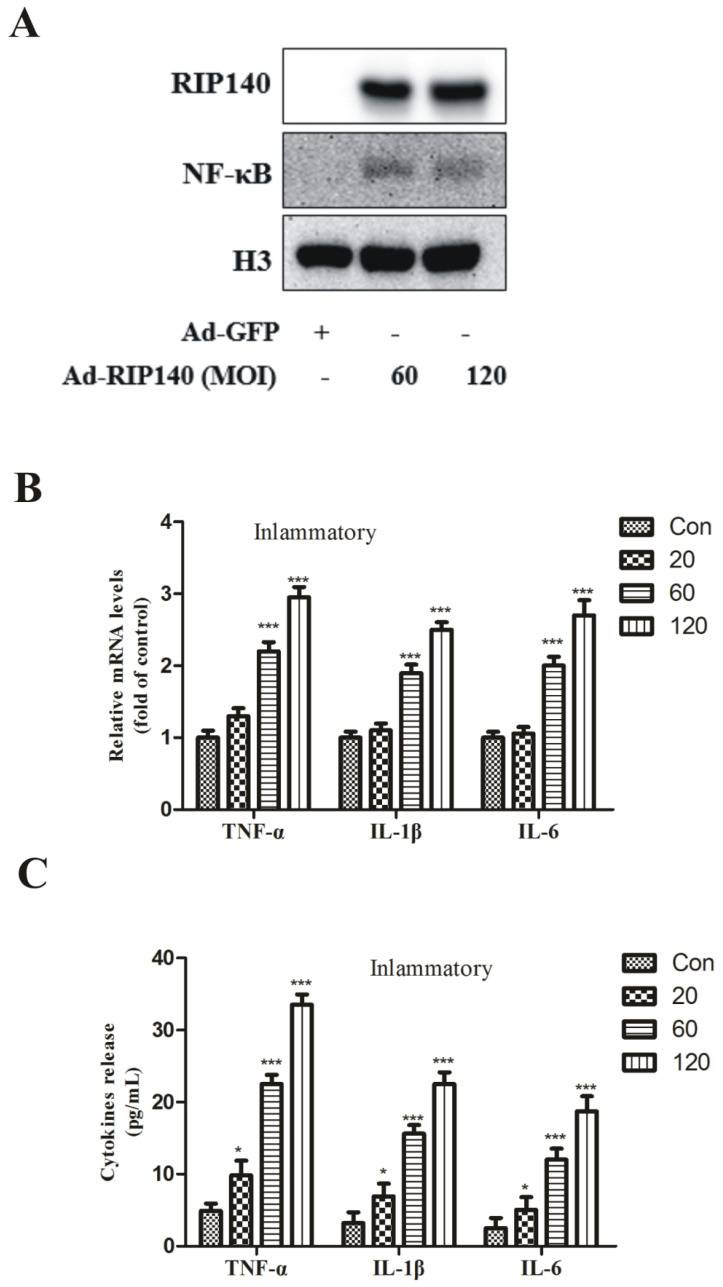 A
RIP140
NF-κB
H3
Ad-GFP + - -
Ad-RIP140 (MOI) - 60 120
B
Inlammatory
Relative mRNA levels
(fold of control)
4
3
2
1
0
*** *** *** *** *** ***
TNF-α IL-1β IL-6
Con
20
60
120
C
Inlammatory
Cytokines release
(pg/mL)
40
30
20
10
0
* *** *** * *** *** * *** ***
TNF-α IL-1β IL-6
Con
20
60
120